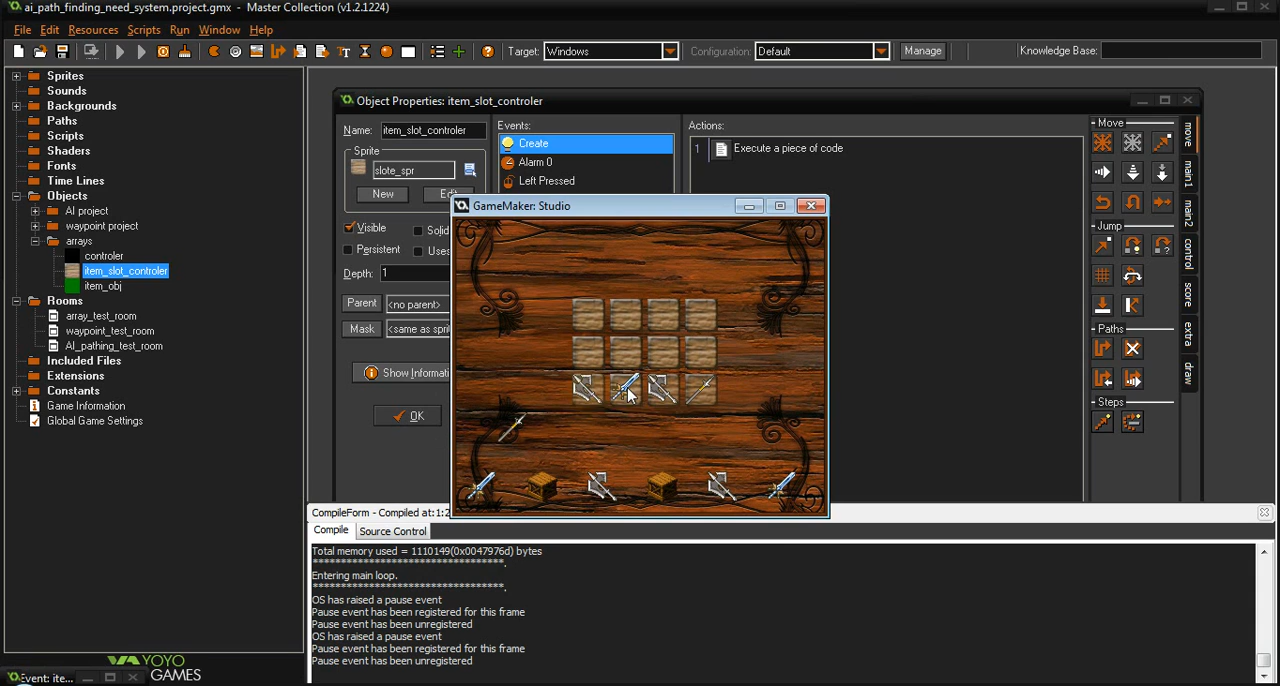 ai_path_finding_need_system.project.gmx - Master Collection (v1.2.1224)
File Edit Resources Scripts Run Window Help
Target: Windows Configuration: Default Manage Knowledge Base:
Sprites
Sounds
Backgrounds
Paths
Scripts
Shaders
Fonts
Time Lines
Objects
AI project
waypoint project
arrays
controler
item_slot_controler
item_obj
Rooms
array_test_room
waypoint_test_room
AI_pathing_test_room
Included Files
Extensions
Constants
Game Information
Global Game Settings
Object Properties: item_slot_controler
Name: item_slot_controler
Sprite
slote_spr
New Edit
Visible Solid
Persistent Uses
Depth: 1
Parent <no parent>
Mask <same as spri
Show Informati
OK
Events:
Create
Alarm 0
Left Pressed
Actions:
1 Execute a piece of code
GameMaker: Studio
Move
Jump
Paths
Steps
move
main1
main2
control
score
extra
draw
CompileForm - Compiled at:1:2
Compile Source Control
Total memory used = 1110149(0x0047976d) bytes
**********************************.
Entering main loop.
**********************************.
OS has raised a pause event
Pause event has been registered for this frame
Pause event has been unregistered
OS has raised a pause event
Pause event has been registered for this frame
Pause event has been unregistered
YOYO
GAMES
Event: ite...